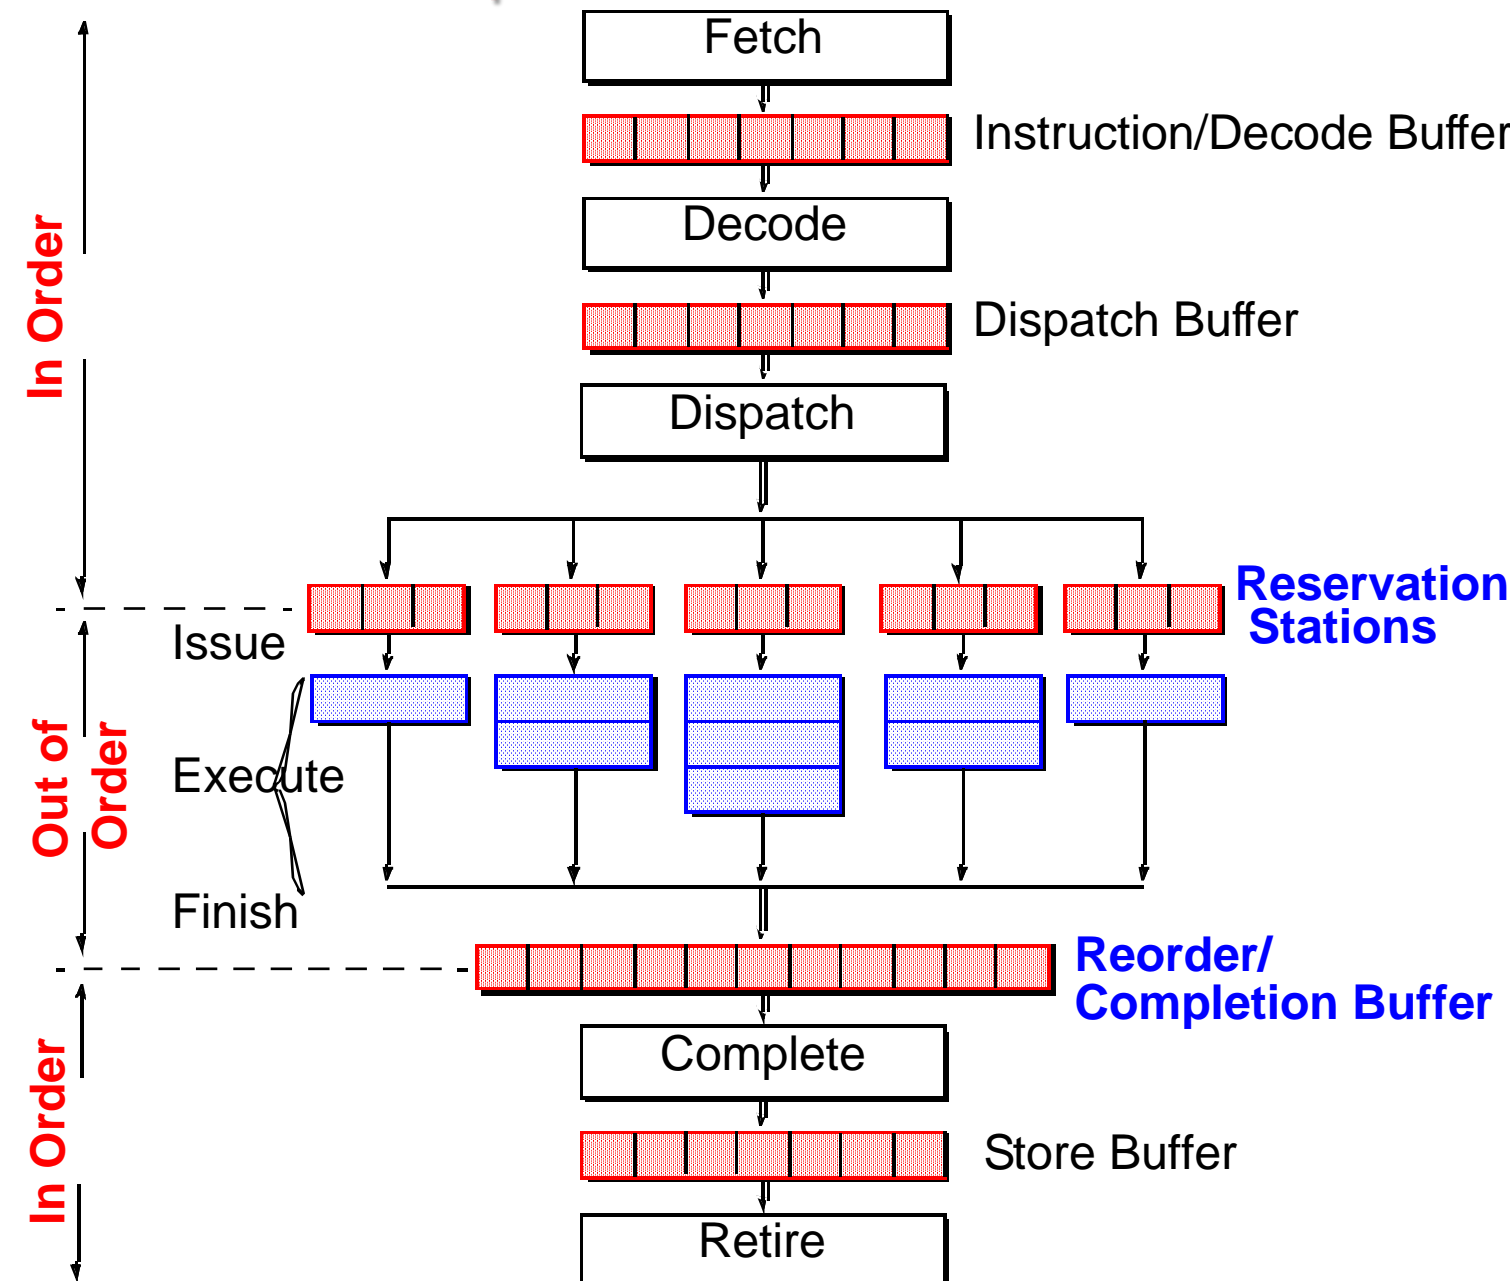 Fetch
Instruction/Decode Buffer
Decode
Dispatch Buffer
Dispatch
In Order
Reservation
Stations
Issue
Execute
Finish
Out of
Order
Reorder/
Completion Buffer
Complete
Store Buffer
Retire
In Order